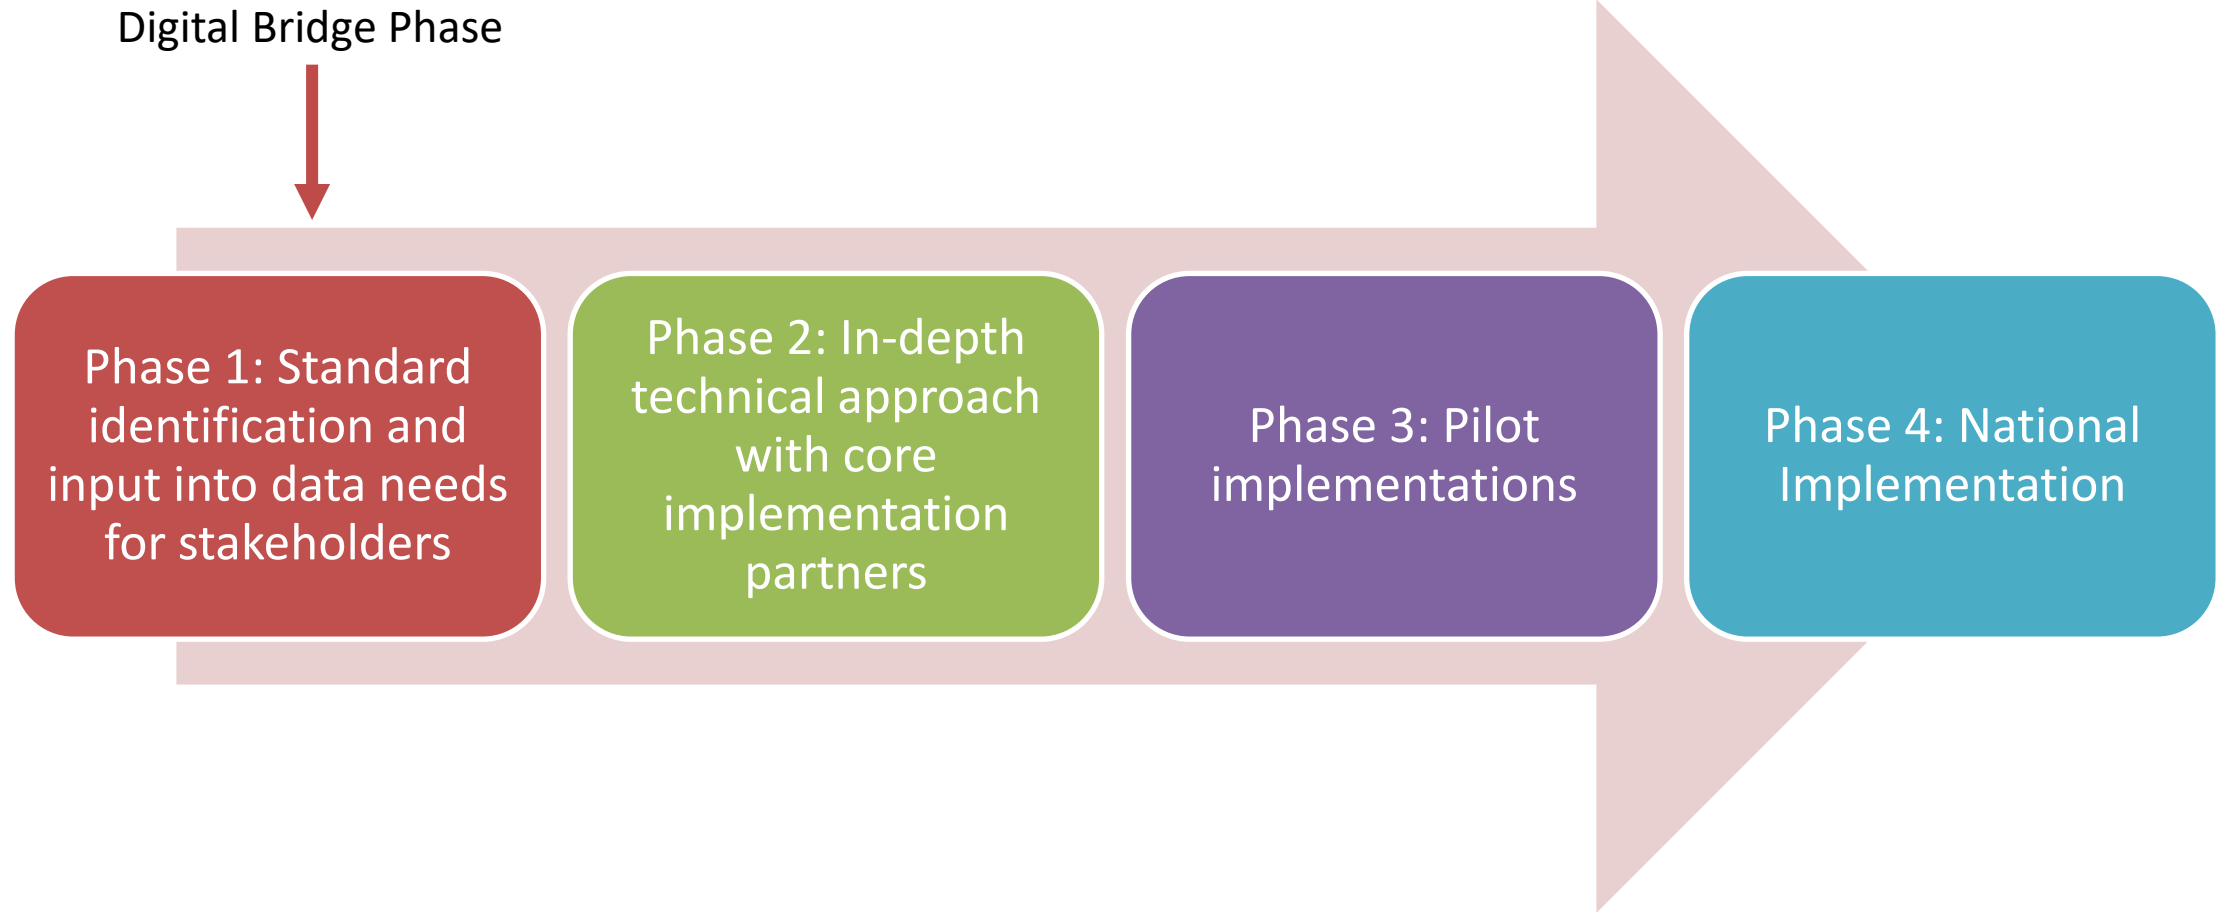 Digital Bridge Phase
Phase 1: Standard
identification and
input into data needs
for stakeholders
Phase 2: In-depth
technical approach
with core
implementation
partners
Phase 3: Pilot
implementations
Phase 4: National
Implementation